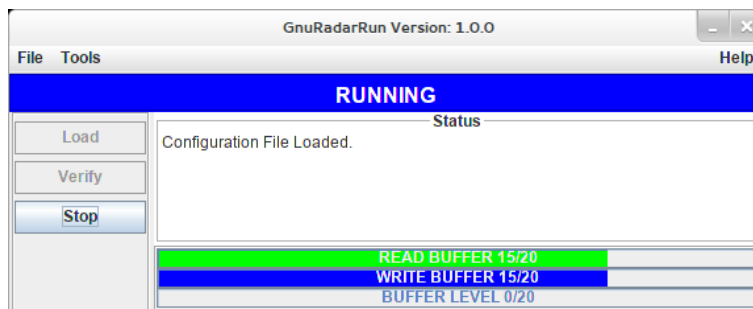 GnuRadarRun Version: 1.0.0
File Tools Help
RUNNING
Load
Verify
Stop
Status
Configuration File Loaded.
READ BUFFER 15/20
WRITE BUFFER 15/20
BUFFER LEVEL 0/20